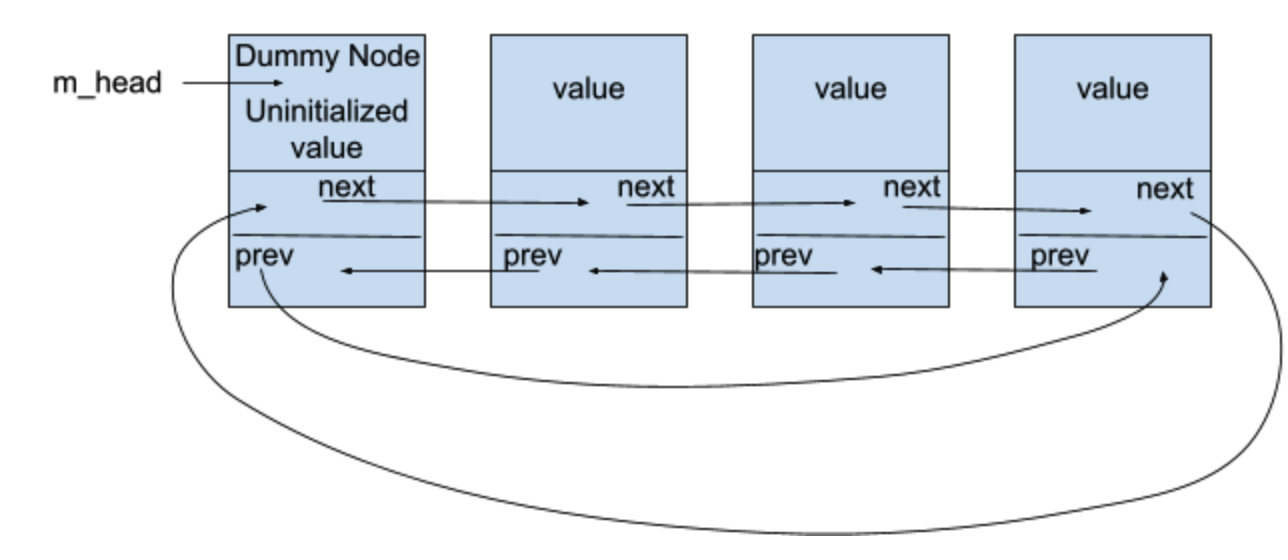 m_head
Dummy Node
Uninitialized
value
value
value
value
next
next
next
next
prev
prev
prev
prev